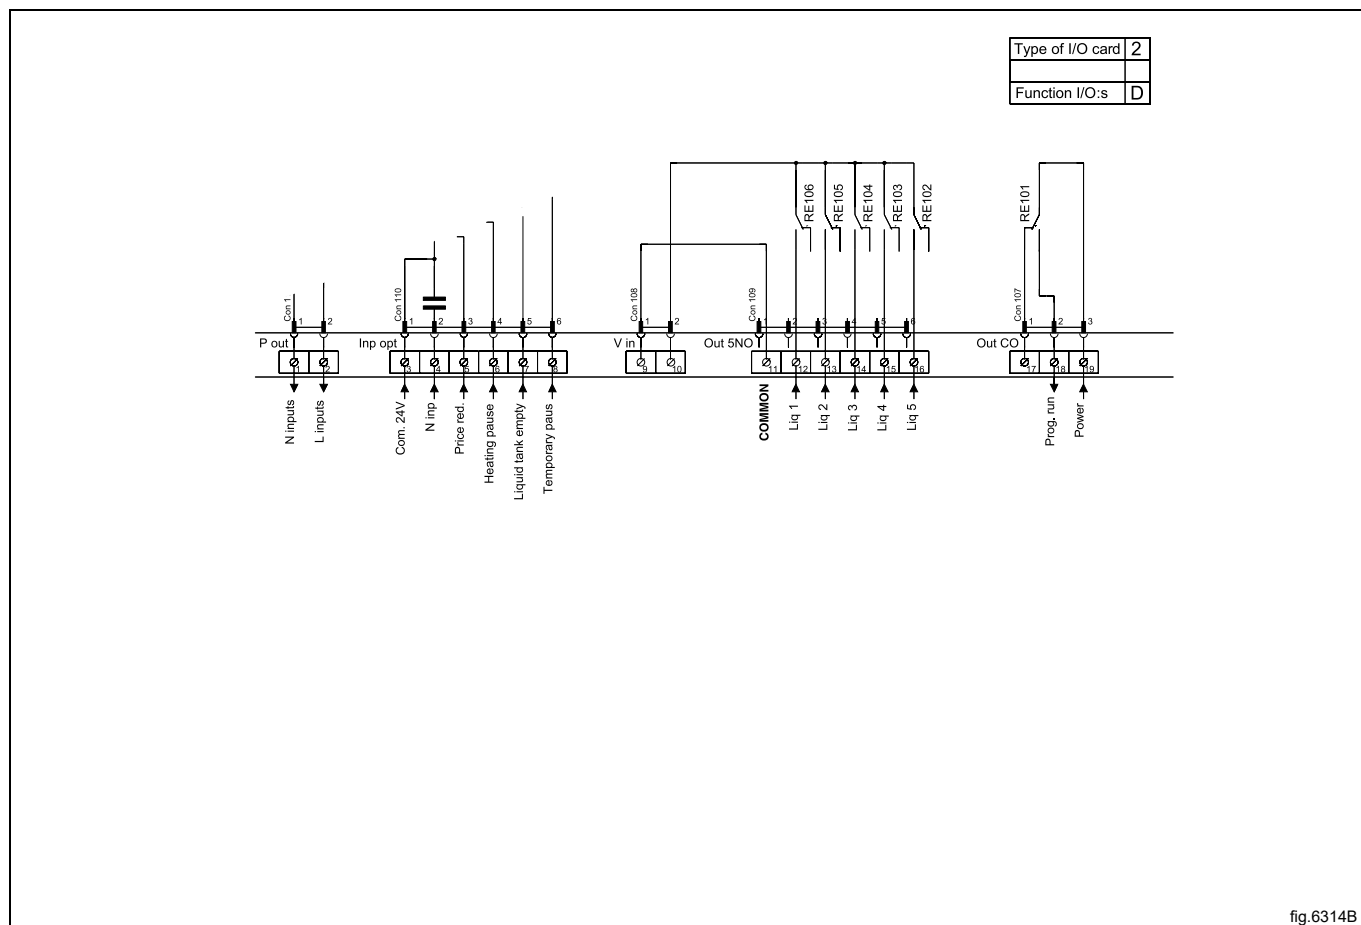 Type of I/O card 2
Function I/O:s D
RE106 RE105 RE104 RE103 RE102 RE101
Con 1 Con 110 Con 108 Con 109 Con 107
1 2 1 2 3 4 5 6 1 2 1 2 3 4 5 6 1 2 3
P out Inp opt V in Out 5NO Out CO
1 2 3 4 5 6 7 8 9 10 11 12 13 14 15 16 17 18 19
N inputs
L inputs
Com. 24V
N inp
Price red.
Heating pause
Liquid tank empty
Temporary paus
COMMON
Liq 1
Liq 2
Liq 3
Liq 4
Liq 5
Prog. run
Power
fig.6314B